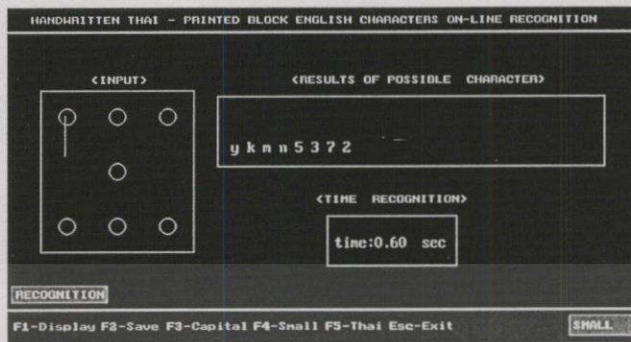 HANDWRITTEN THAI - PRINTED BLOCK ENGLISH CHARACTERS ON-LINE RECOGNITION
<INPUT>
<RESULTS OF POSSIBLE CHARACTER>
y k m n 5 3 7 2
<TIME RECOGNITION>
time:0.60 sec
RECOGNITION
F1-Display F2-Save F3-Capital F4-Small F5-Thai Esc-Exit
SMALL